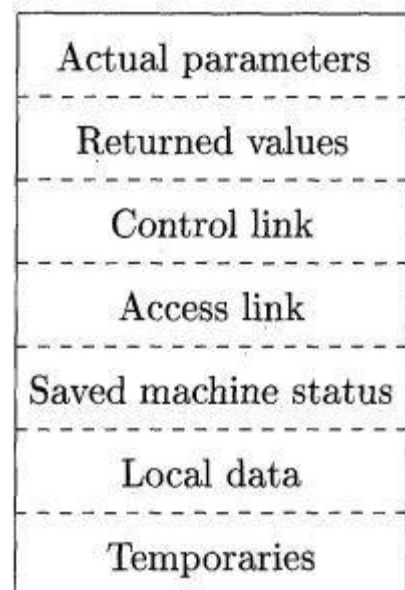 Actual parameters
Returned values
Control link
Access link
Saved machine status
Local data
Temporaries